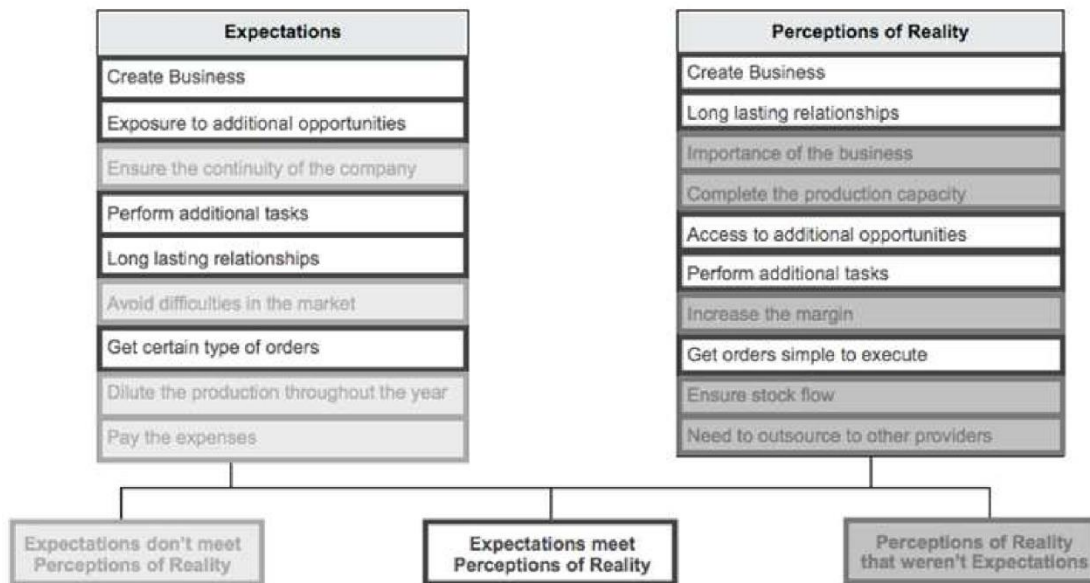 Expectations
Create Business
Exposure to additional opportunities
Ensure the continuity of the company
Perform additional tasks
Long lasting relationships
Avoid difficulties in the market
Get certain type of orders
Dilute the production throughout the year
Pay the expenses
Perceptions of Reality
Create Business
Long lasting relationships
Importance of the business
Complete the production capacity
Access to additional opportunities
Perform additional tasks
Increase the margin
Get orders simple to execute
Ensure stock flow
Need to outsource to other providers
Expectations don't meet
Perceptions of Reality
Expectations meet
Perceptions of Reality
Perceptions of Reality
that weren't Expectations